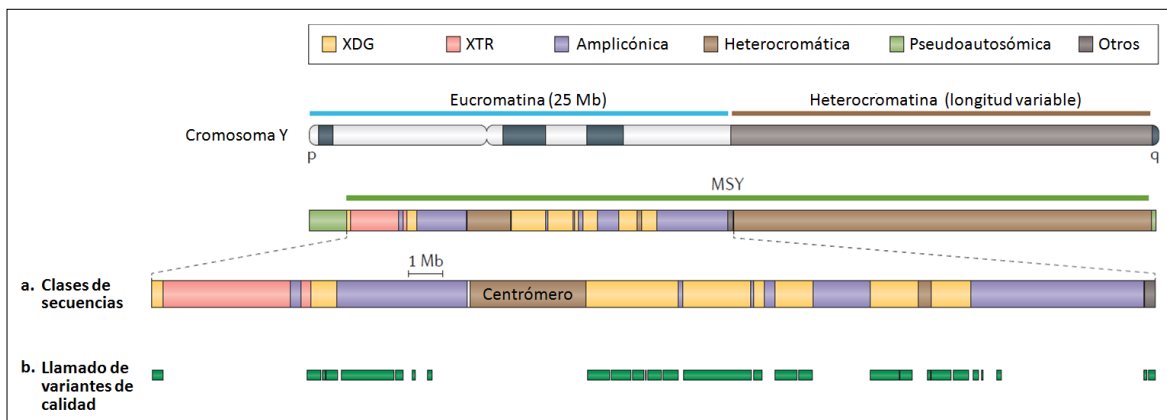 XDG XTR Amplicónica Heterocromática Pseudoautosómica Otros
Eucromatina (25 Mb) Heterocromatina (longitud variable)
Cromosoma Y
p q
MSY
1 Mb
a. Clases de
secuencias
Centrómero
b. Llamado de
variantes de
calidad